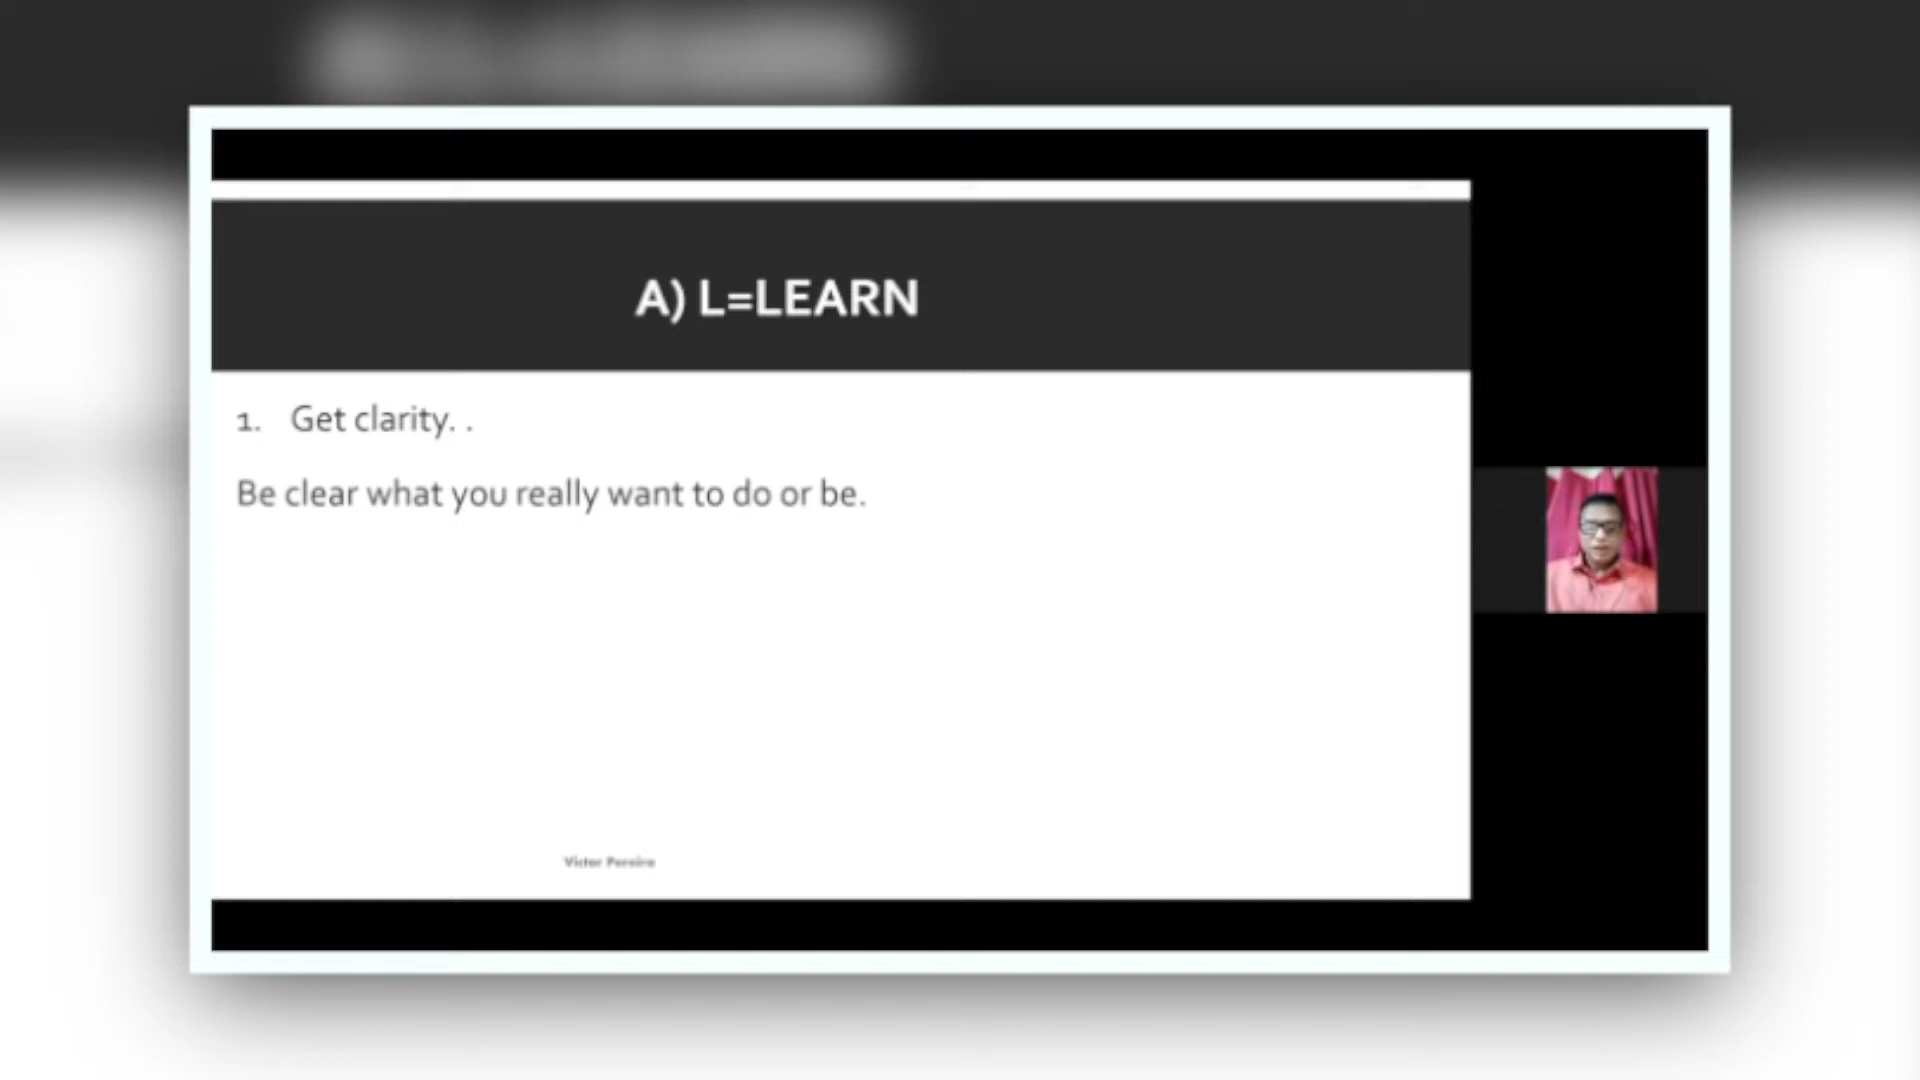 A) L=LEARN
1. Get clarity. .
Be clear what you really want to do or be.
Victor Pereira